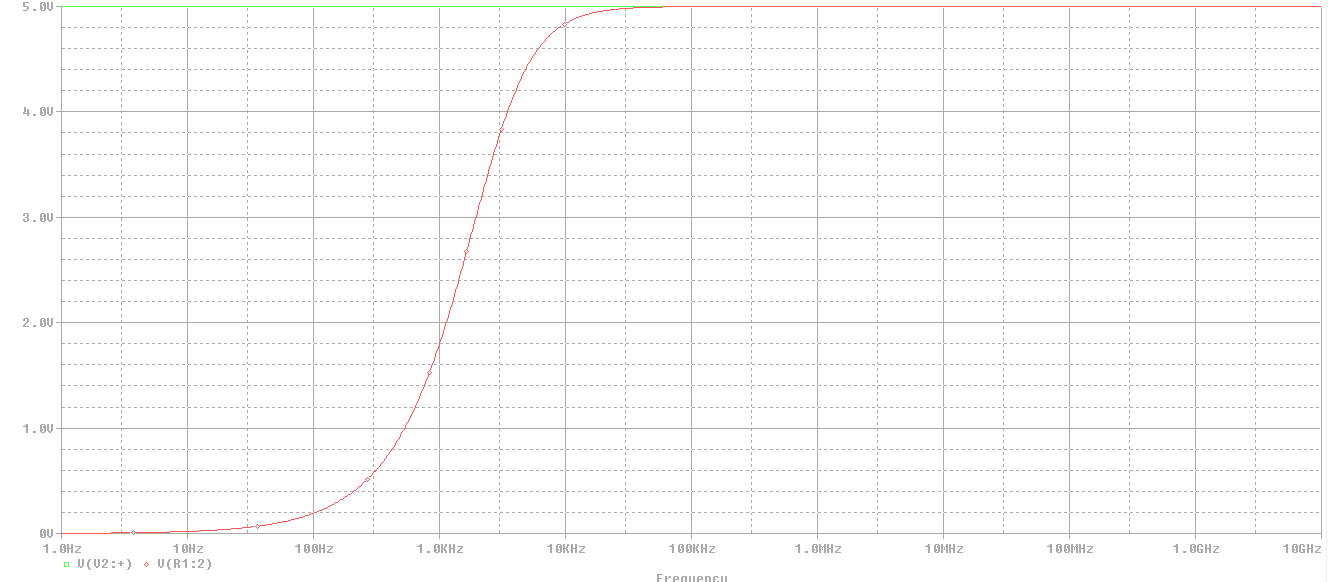 5.0V
4.0V
3.0V
2.0V
1.0V
0V
1.0Hz 10Hz 100Hz 1.0KHz 10KHz 100KHz 1.0MHz 10MHz 100MHz 1.0GHz 10GHz
V(V2:+) V(R1:2)
Frequency